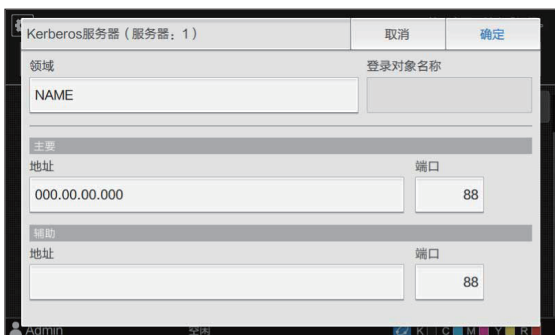 Kerberos服务器（服务器：1）
取消
确定
领域
登录对象名称
NAME
主要
地址
端口
000.00.00.000
88
辅助
地址
端口
88
Admin
空闲
K C M Y R